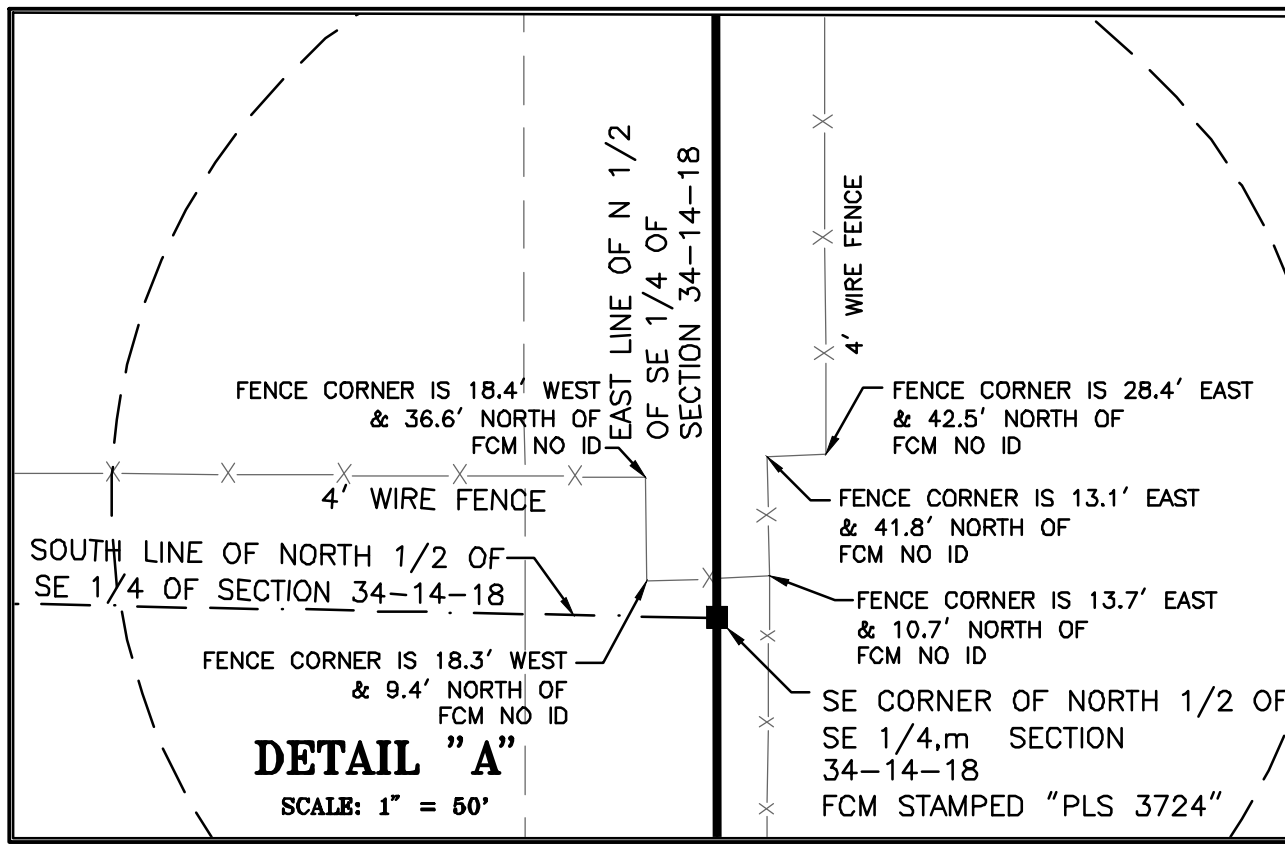 EAST LINE OF N 1/2
OF SE 1/4 OF
SECTION 34-14-18
4' WIRE FENCE
FENCE CORNER IS 18.4' WEST
& 36.6' NORTH OF
FCM NO ID
FENCE CORNER IS 28.4' EAST
& 42.5' NORTH OF
FCM NO ID
4' WIRE FENCE
FENCE CORNER IS 13.1' EAST
& 41.8' NORTH OF
FCM NO ID
SOUTH LINE OF NORTH 1/2 OF
SE 1/4 OF SECTION 34-14-18
FENCE CORNER IS 13.7' EAST
& 10.7' NORTH OF
FCM NO ID
FENCE CORNER IS 18.3' WEST
& 9.4' NORTH OF
FCM NO ID
SE CORNER OF NORTH 1/2 OF
SE 1/4,m SECTION
34-14-18
FCM STAMPED "PLS 3724"
DETAIL "A"
SCALE: 1" = 50'